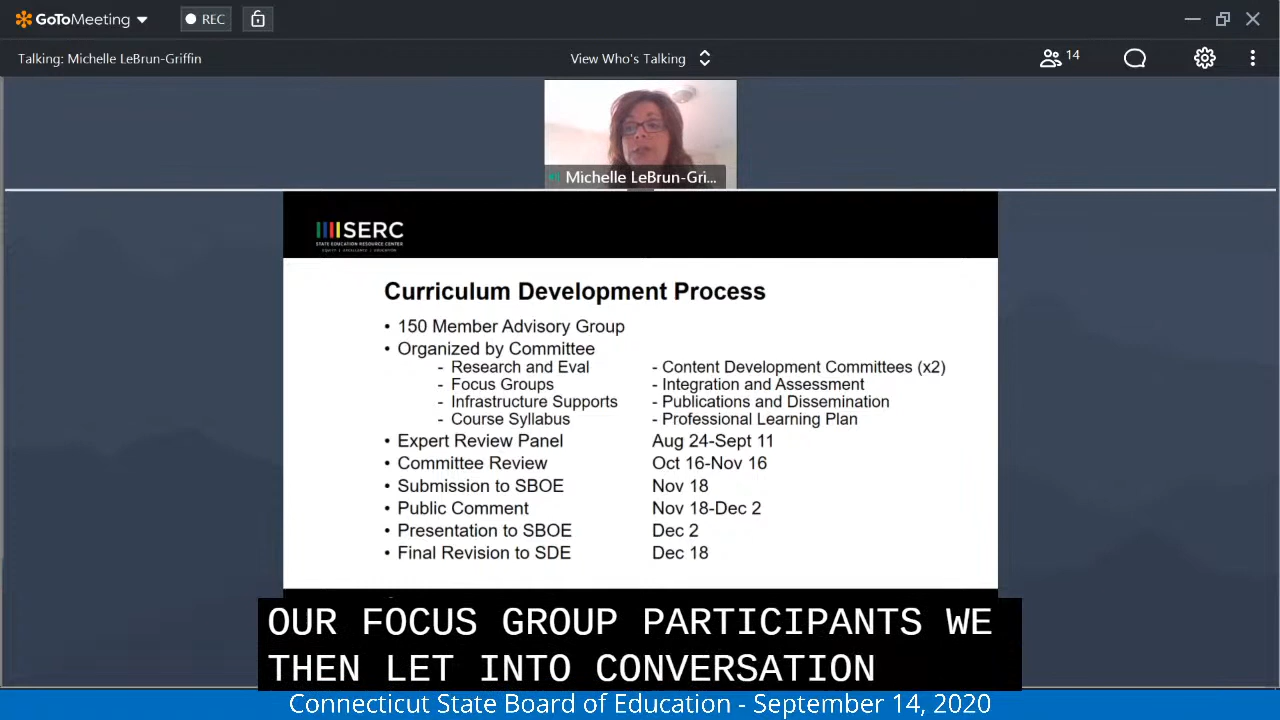 GoToMeeting
REC
Talking: Michelle LeBrun-Griffin
View Who's Talking
14
Michelle LeBrun-Gri...
SERC
STATE EDUCATION RESOURCE CENTER
EQUITY | EXCELLENCE | EDUCATION
Curriculum Development Process
• 150 Member Advisory Group
• Organized by Committee
- Research and Eval - Content Development Committees (x2)
- Focus Groups - Integration and Assessment
- Infrastructure Supports - Publications and Dissemination
- Course Syllabus - Professional Learning Plan
• Expert Review Panel Aug 24-Sept 11
• Committee Review Oct 16-Nov 16
• Submission to SBOE Nov 18
• Public Comment Nov 18-Dec 2
• Presentation to SBOE Dec 2
• Final Revision to SDE Dec 18
OUR FOCUS GROUP PARTICIPANTS WE
THEN LET INTO CONVERSATION
Connecticut State Board of Education - September 14, 2020